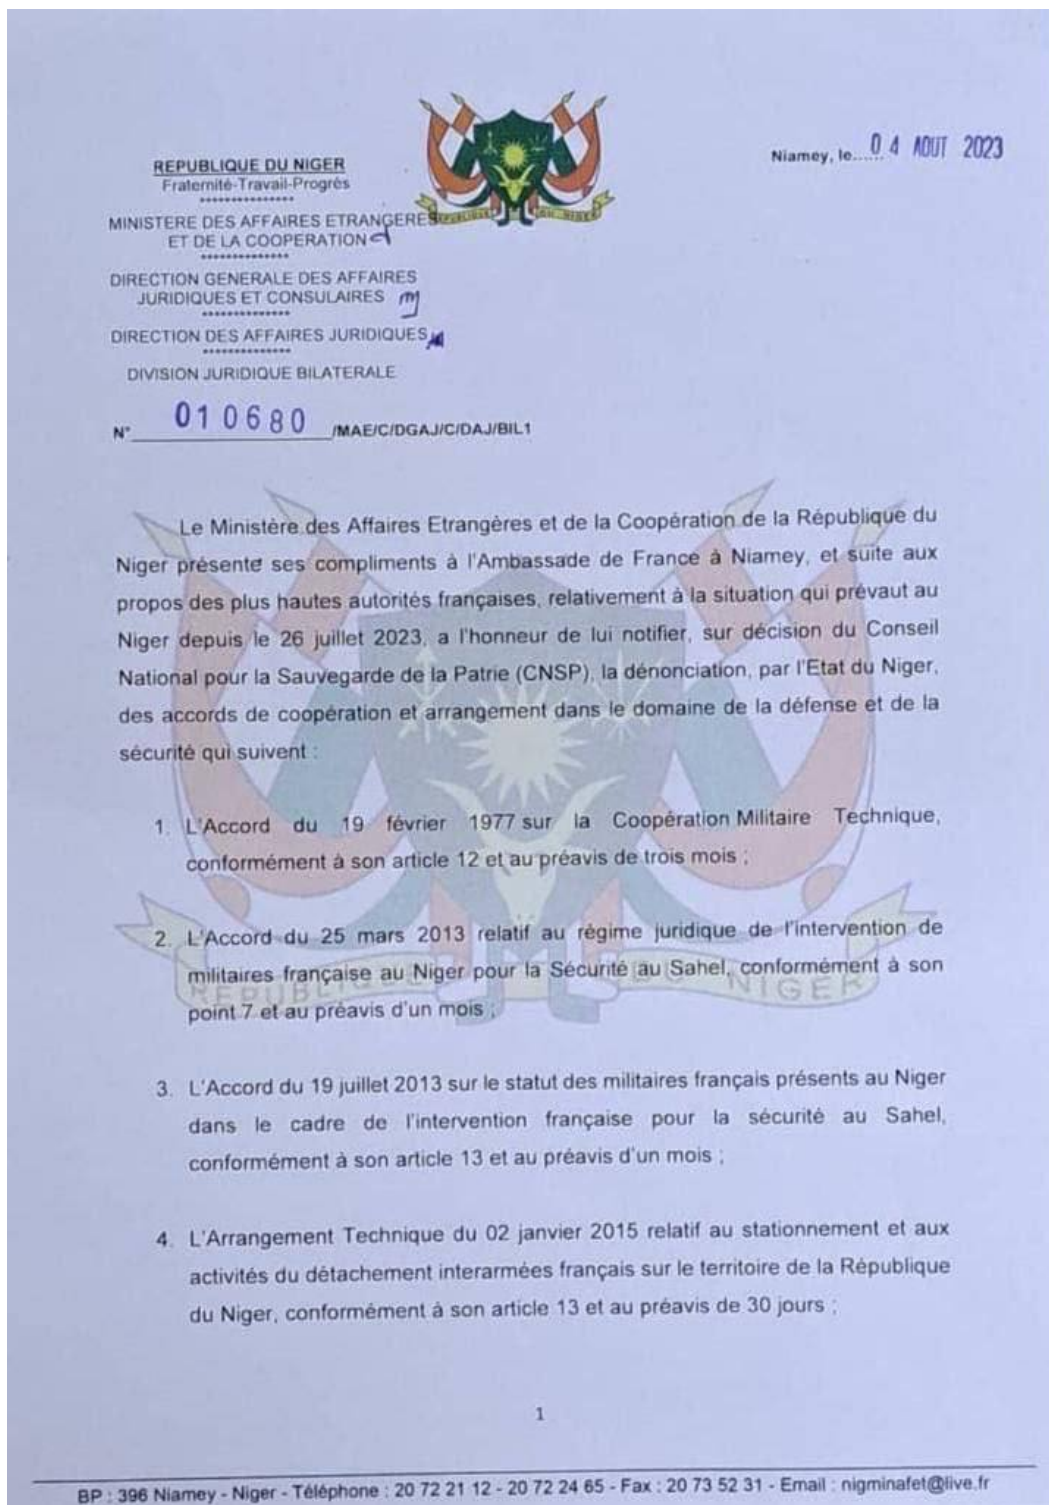 Niamey, le......0 4 AOUT 2023
REPUBLIQUE DU NIGER
Fraternité-Travail-Progrès
***************
MINISTERE DES AFFAIRES ETRANGERES
ET DE LA COOPERATION
**************
DIRECTION GENERALE DES AFFAIRES
JURIDIQUES ET CONSULAIRES
**************
DIRECTION DES AFFAIRES JURIDIQUES
**************
DIVISION JURIDIQUE BILATERALE
REPUBLIQUE DU NIGER
N° 010680 /MAE/C/DGAJ/C/DAJ/BIL1
Le Ministère des Affaires Etrangères et de la Coopération de la République du
Niger présente ses compliments à l'Ambassade de France à Niamey, et suite aux
propos des plus hautes autorités françaises, relativement à la situation qui prévaut au
Niger depuis le 26 juillet 2023, a l'honneur de lui notifier, sur décision du Conseil
National pour la Sauvegarde de la Patrie (CNSP), la dénonciation, par l'Etat du Niger,
des accords de coopération et arrangement dans le domaine de la défense et de la
sécurité qui suivent :
1. L'Accord du 19 février 1977 sur la Coopération Militaire Technique,
conformément à son article 12 et au préavis de trois mois ;
2. L'Accord du 25 mars 2013 relatif au régime juridique de l'intervention de
militaires française au Niger pour la Sécurité au Sahel, conformément à son
point 7 et au préavis d'un mois ;
REPUBLIQUE DU NIGER
3. L'Accord du 19 juillet 2013 sur le statut des militaires français présents au Niger
dans le cadre de l'intervention française pour la sécurité au Sahel,
conformément à son article 13 et au préavis d'un mois ;
4. L'Arrangement Technique du 02 janvier 2015 relatif au stationnement et aux
activités du détachement interarmées français sur le territoire de la République
du Niger, conformément à son article 13 et au préavis de 30 jours ;
1
BP : 396 Niamey - Niger - Téléphone : 20 72 21 12 - 20 72 24 65 - Fax : 20 73 52 31 - Email : nigminafet@live.fr